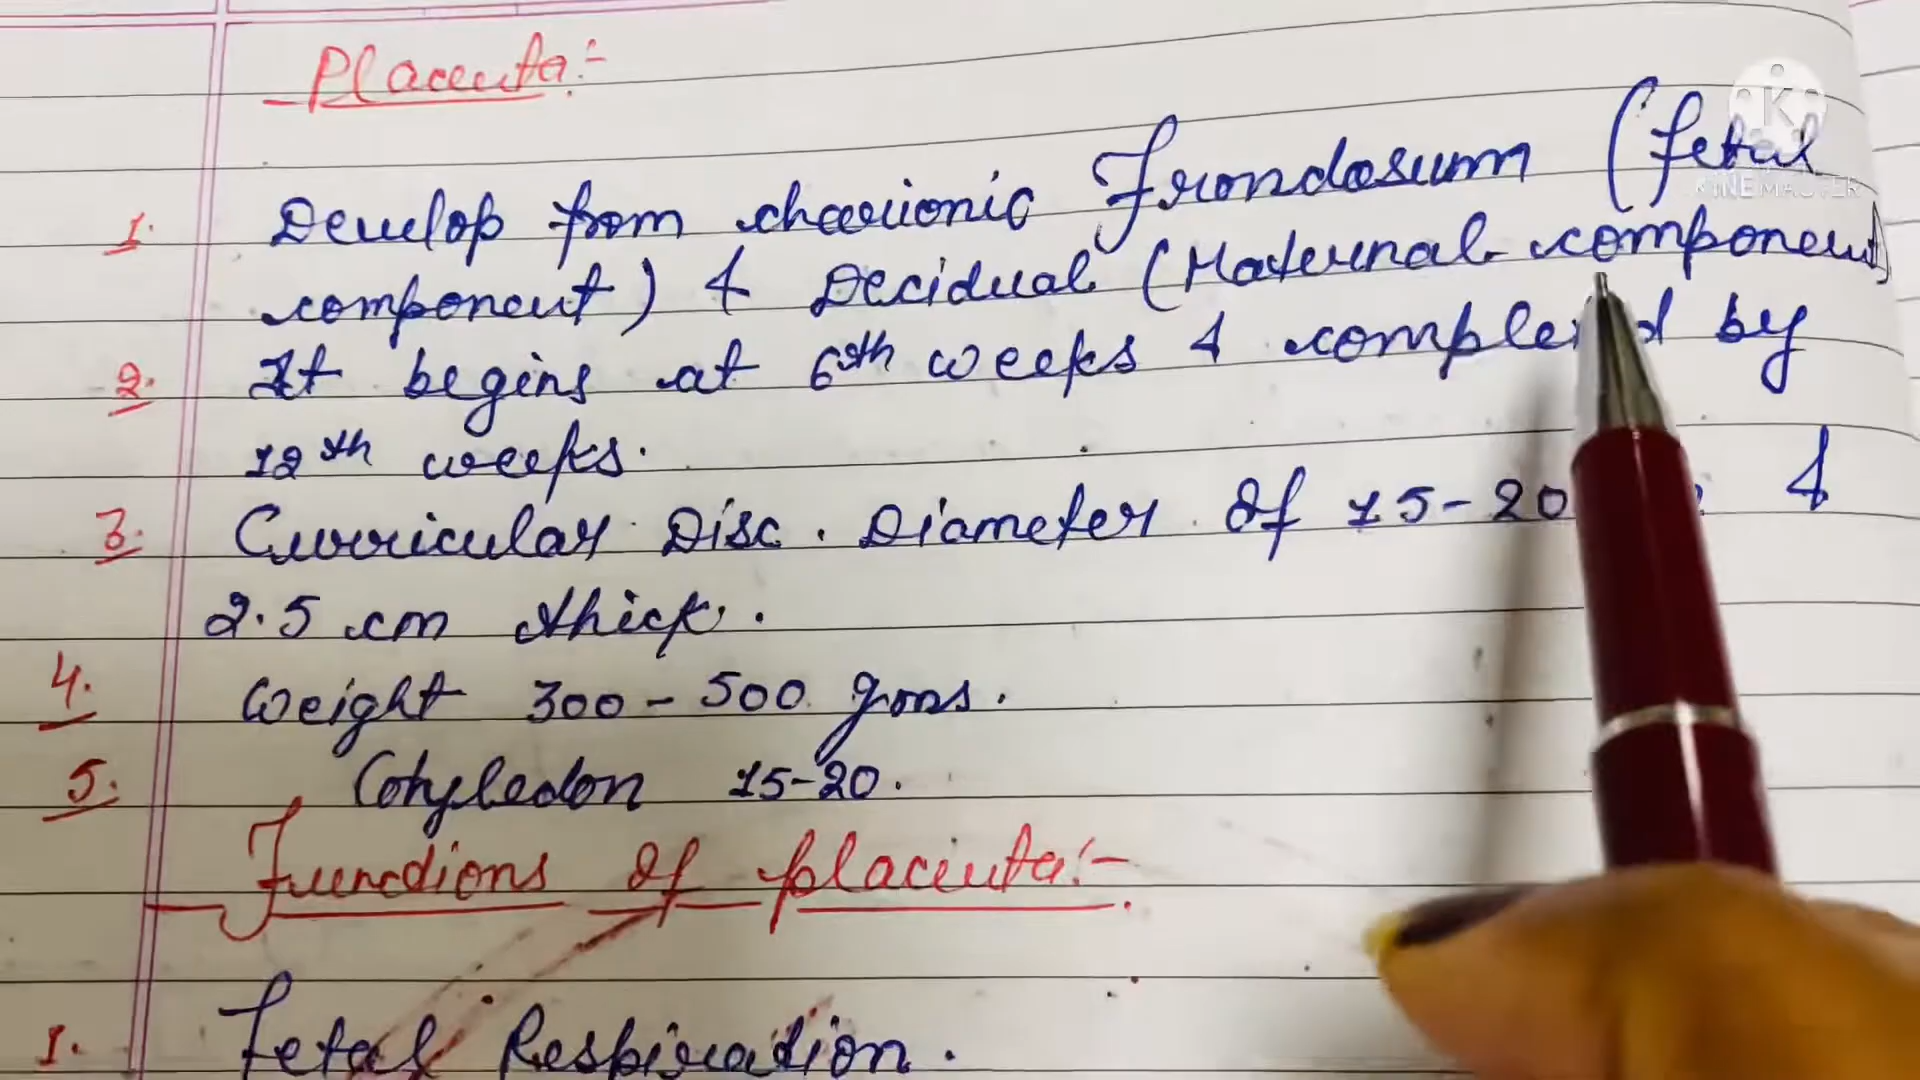 Placenta:-
1. Develop from chorionic Frondosum (fetal
component) & Decidual (Maternal component)
2. It begins at 6th weeks & completed by
12th weeks.
3. Curricular Disc. Diameter Of 15-20 &
2.5 cm thick.
4. Weight 300-500 gms.
5. Cotyledon 15-20.
Functions Of placenta:-
1. Fetal Respiration.
K
KINEMASTER